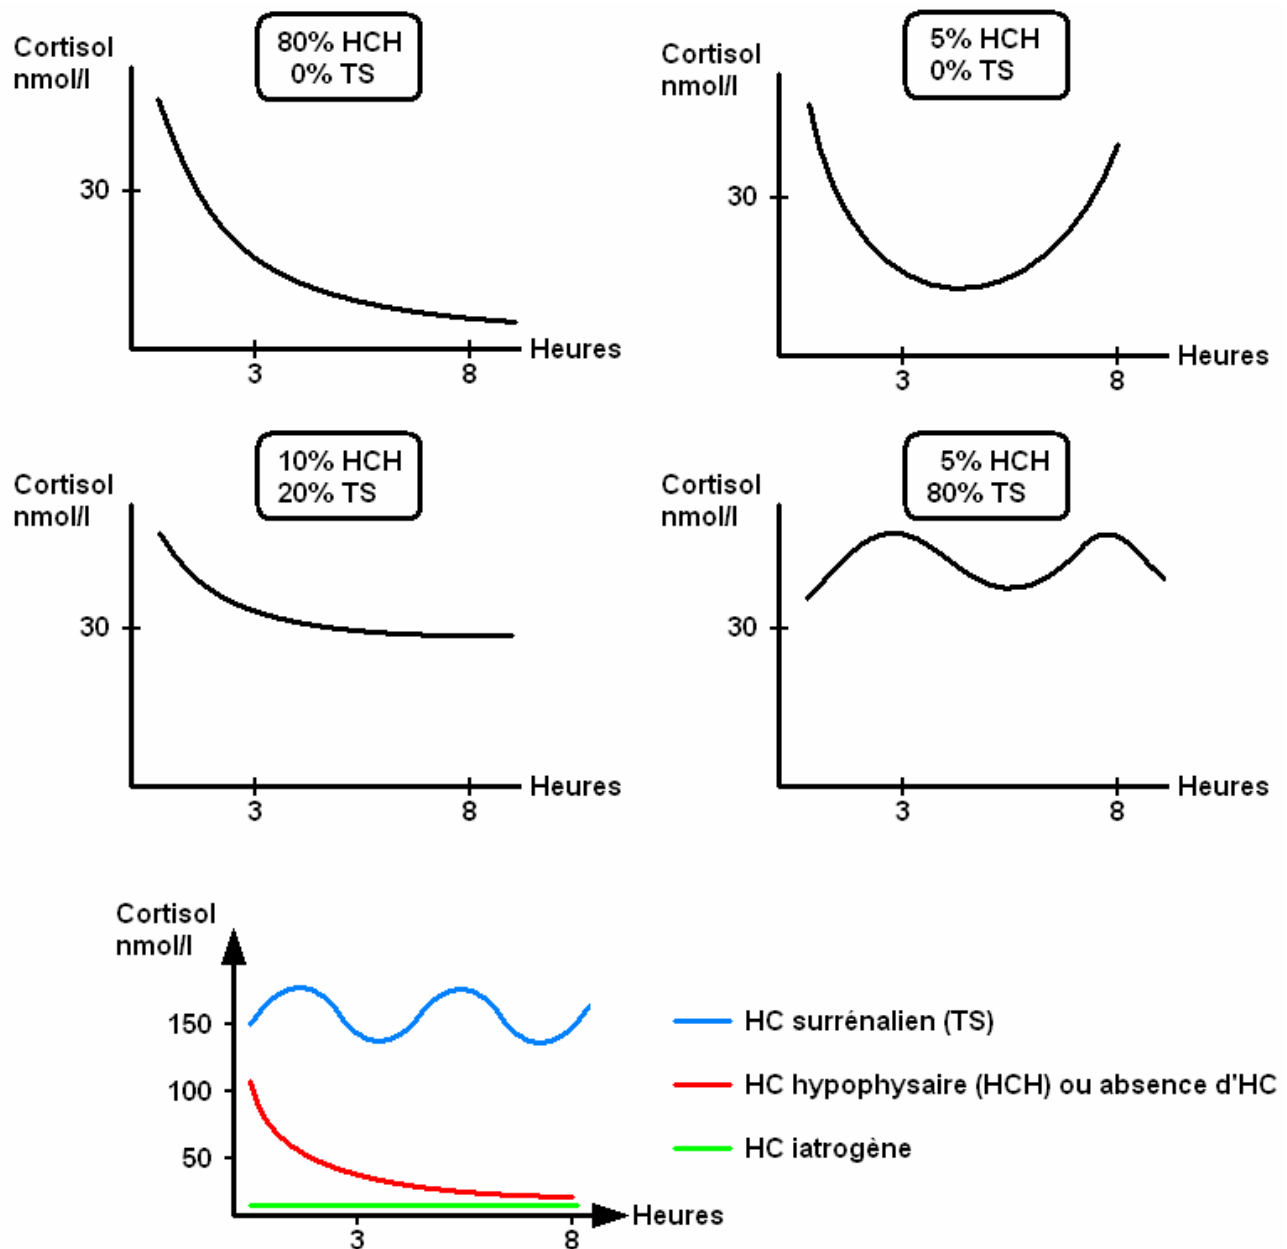 Cortisol
nmol/l
80% HCH
0% TS
30
3
8
Heures
Cortisol
nmol/l
5% HCH
0% TS
30
3
8
Heures
Cortisol
nmol/l
10% HCH
20% TS
30
3
8
Heures
Cortisol
nmol/l
5% HCH
80% TS
30
3
8
Heures
Cortisol
nmol/l
150
100
50
3
8
Heures
HC surrénalien (TS)
HC hypophysaire (HCH) ou absence d'HC
HC iatrogène